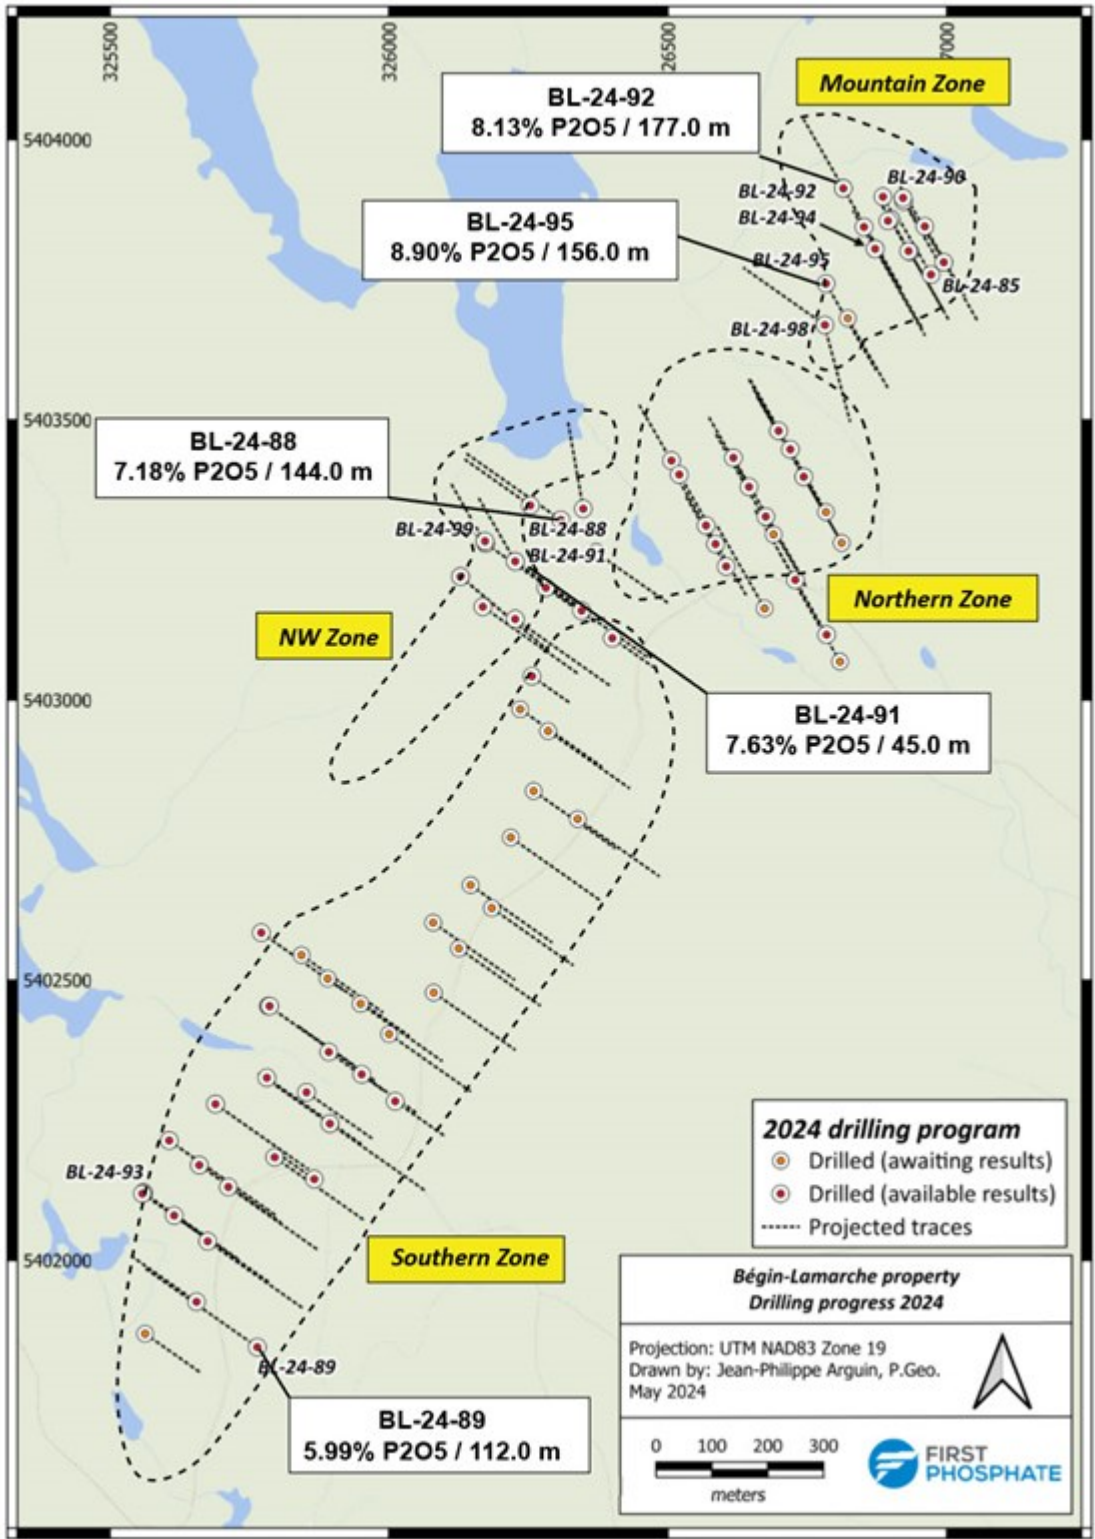 325500
326000
326500
7000
Mountain Zone
BL-24-92
8.13% P2O5 / 177.0 m
5404000
BL-24-90
BL-24-92
BL-24-94
BL-24-95
8.90% P2O5 / 156.0 m
BL-24-95
BL-24-85
BL-24-98
5403500
BL-24-88
7.18% P2O5 / 144.0 m
BL-24-99
BL-24-88
BL-24-91
Northern Zone
NW Zone
5403000
BL-24-91
7.63% P2O5 / 45.0 m
5402500
2024 drilling program
Drilled (awaiting results)
Drilled (available results)
Projected traces
BL-24-93
Southern Zone
5402000
Bégin-Lamarche property
Drilling progress 2024
Projection: UTM NAD83 Zone 19
Drawn by: Jean-Philippe Arguin, P.Geo.
May 2024
BL-24-89
BL-24-89
5.99% P2O5 / 112.0 m
0 100 200 300
meters
FIRST
PHOSPHATE